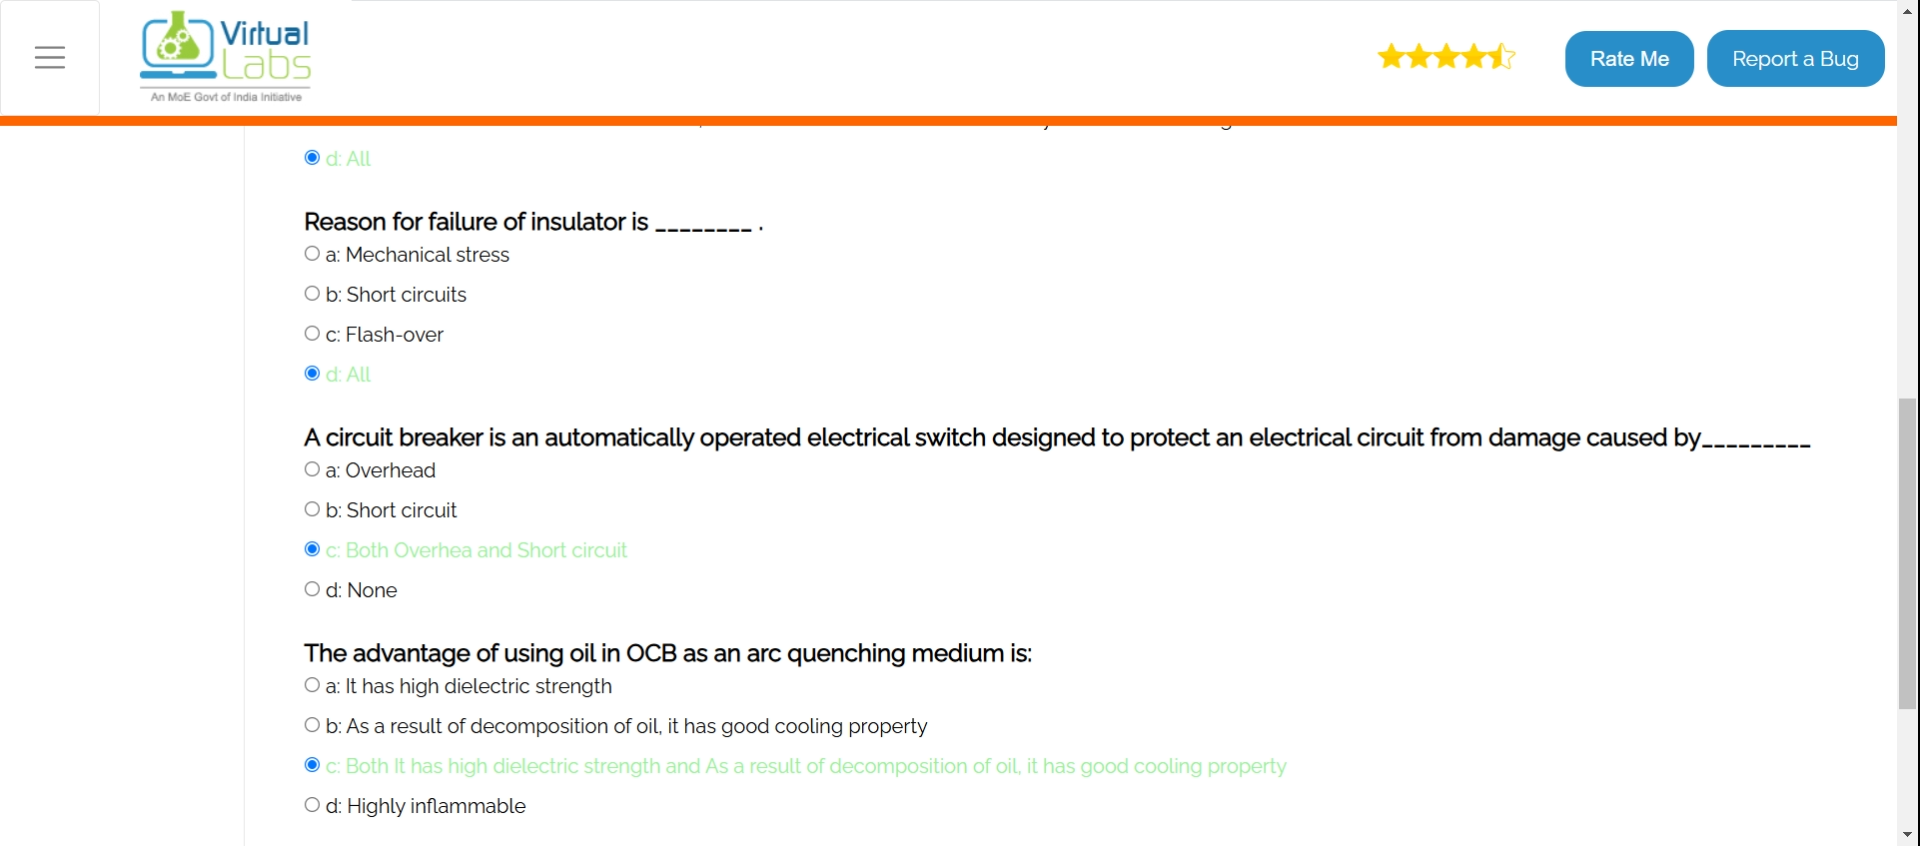 Virtual
Labs
An MoE Govt of India Initiative
Rate Me
Report a Bug
d: All
Reason for failure of insulator is ________ .
a: Mechanical stress
b: Short circuits
c: Flash-over
d: All
A circuit breaker is an automatically operated electrical switch designed to protect an electrical circuit from damage caused by_________
a: Overhead
b: Short circuit
c: Both Overhea and Short circuit
d: None
The advantage of using oil in OCB as an arc quenching medium is:
a: It has high dielectric strength
b: As a result of decomposition of oil, it has good cooling property
c: Both It has high dielectric strength and As a result of decomposition of oil, it has good cooling property
d: Highly inflammable